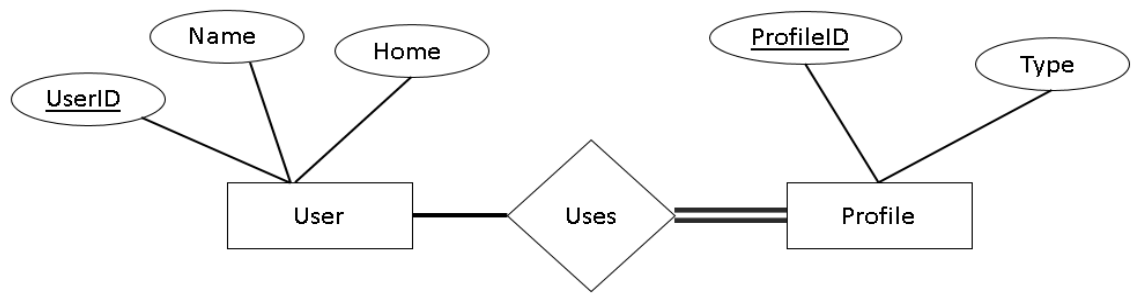 Name
Home
UserID
ProfileID
Type
User
Uses
Profile